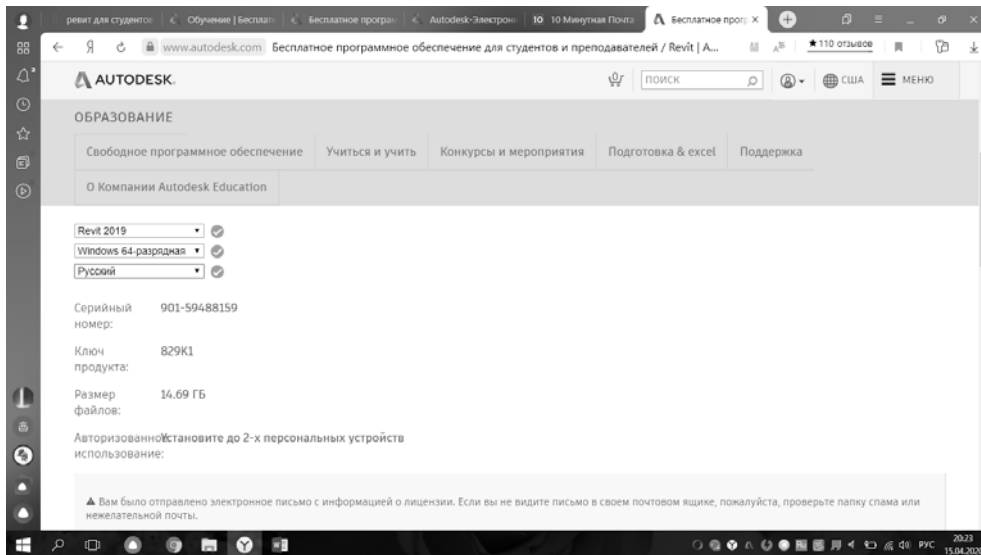 ревит для студентов
Обучение | Бесплатн
Бесплатное програм
Autodesk-Электронн
10 10 Минутная Почта
Бесплатное прог
www.autodesk.com Бесплатное программное обеспечение для студентов и преподавателей / Revit | A...
★110 отзывов
AUTODESK.
ПОИСК
США
МЕНЮ
ОБРАЗОВАНИЕ
Свободное программное обеспечение
Учиться и учить
Конкурсы и мероприятия
Подготовка & excel
Поддержка
О Компании Autodesk Education
Revit 2019
Windows 64-разрядная
Русский
Серийный 901-59488159
номер:
Ключ 829K1
продукта:
Размер 14.69 ГБ
файлов:
Авторизованное Установите до 2-х персональных устройств
использование:
Вам было отправлено электронное письмо с информацией о лицензии. Если вы не видите письмо в своем почтовом ящике, пожалуйста, проверьте папку спама или
нежелательной почты.
РУС
20:23
15.04.2020